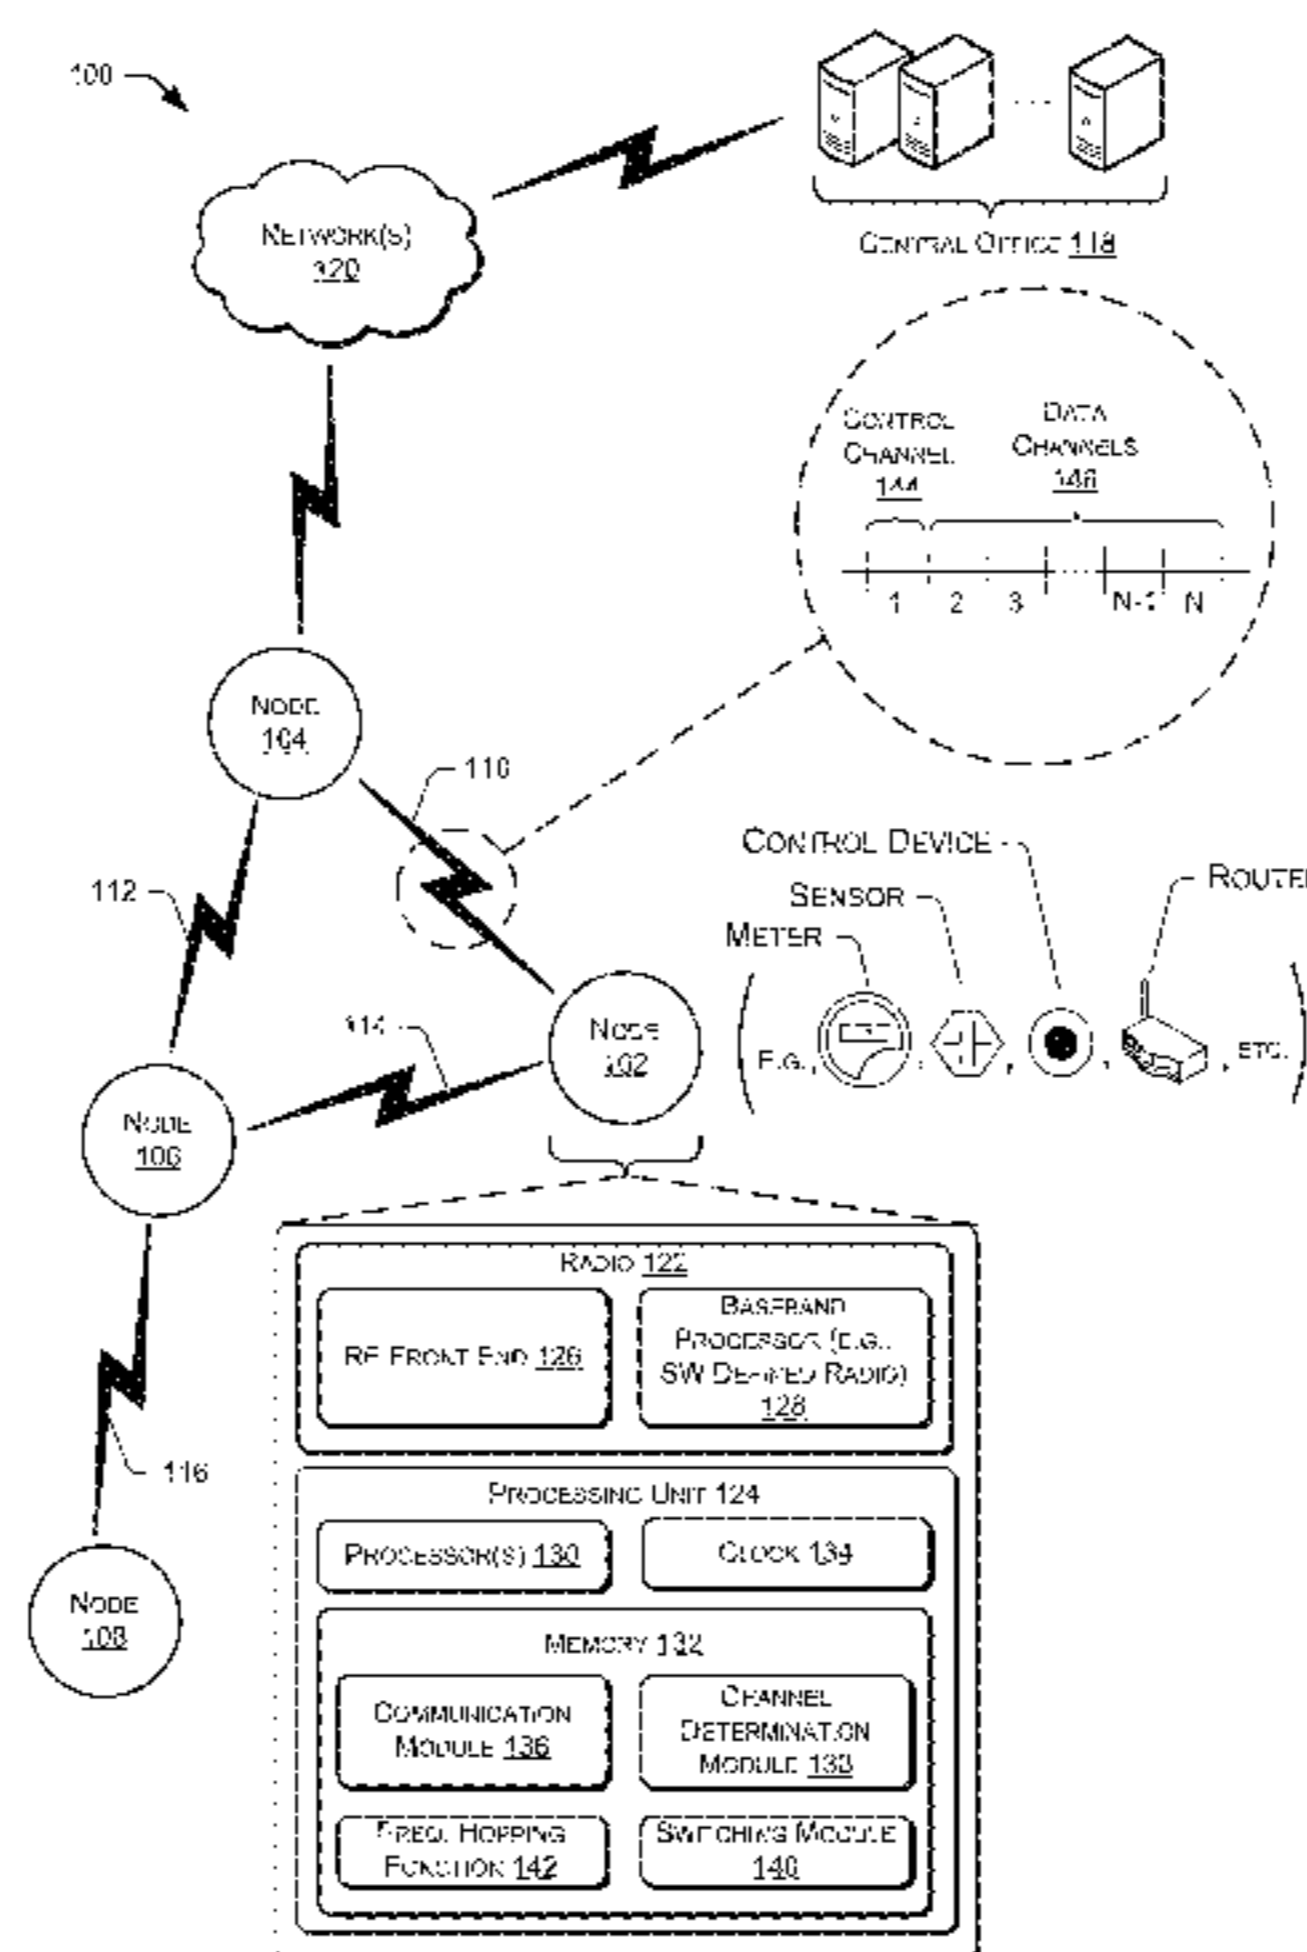 100
NETWORK(S)
120
CENTRAL OFFICE 118
CONTROL
CHANNEL
144
DATA
CHANNELS
146
1 2 3 ... N-1 N
NODE
104
110
112
CONTROL DEVICE
SENSOR
METER
ROUTER
114
NODE
102
(E.G., , , , , ETC.)
NODE
106
RADIO 122
RF FRONT END 126
BASEBAND
PROCESSOR (E.G.,
SW DEFINED RADIO)
128
116
PROCESSING UNIT 124
PROCESSOR(S) 130
CLOCK 134
NODE
108
MEMORY 132
COMMUNICATION
MODULE 136
CHANNEL
DETERMINATION
MODULE 138
FREQ. HOPPING
FUNCTION 142
SWITCHING MODULE
140